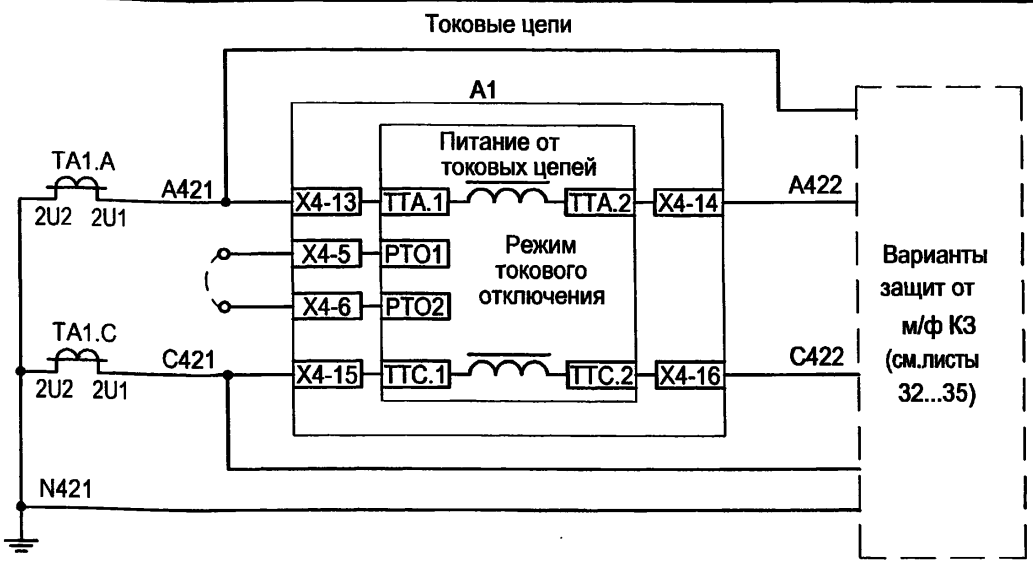 Токовые цепи
A1
Питание от
токовых цепей
TA1.A
2U2 2U1
A421
X4-13
TTA.1
TTA.2
X4-14
A422
X4-5
PTO1
X4-6
PTO2
Режим
токового
отключения
TA1.C
2U2 2U1
C421
X4-15
TTC.1
TTC.2
X4-16
C422
Варианты
защит от
м/ф КЗ
(см.листы
32...35)
N421